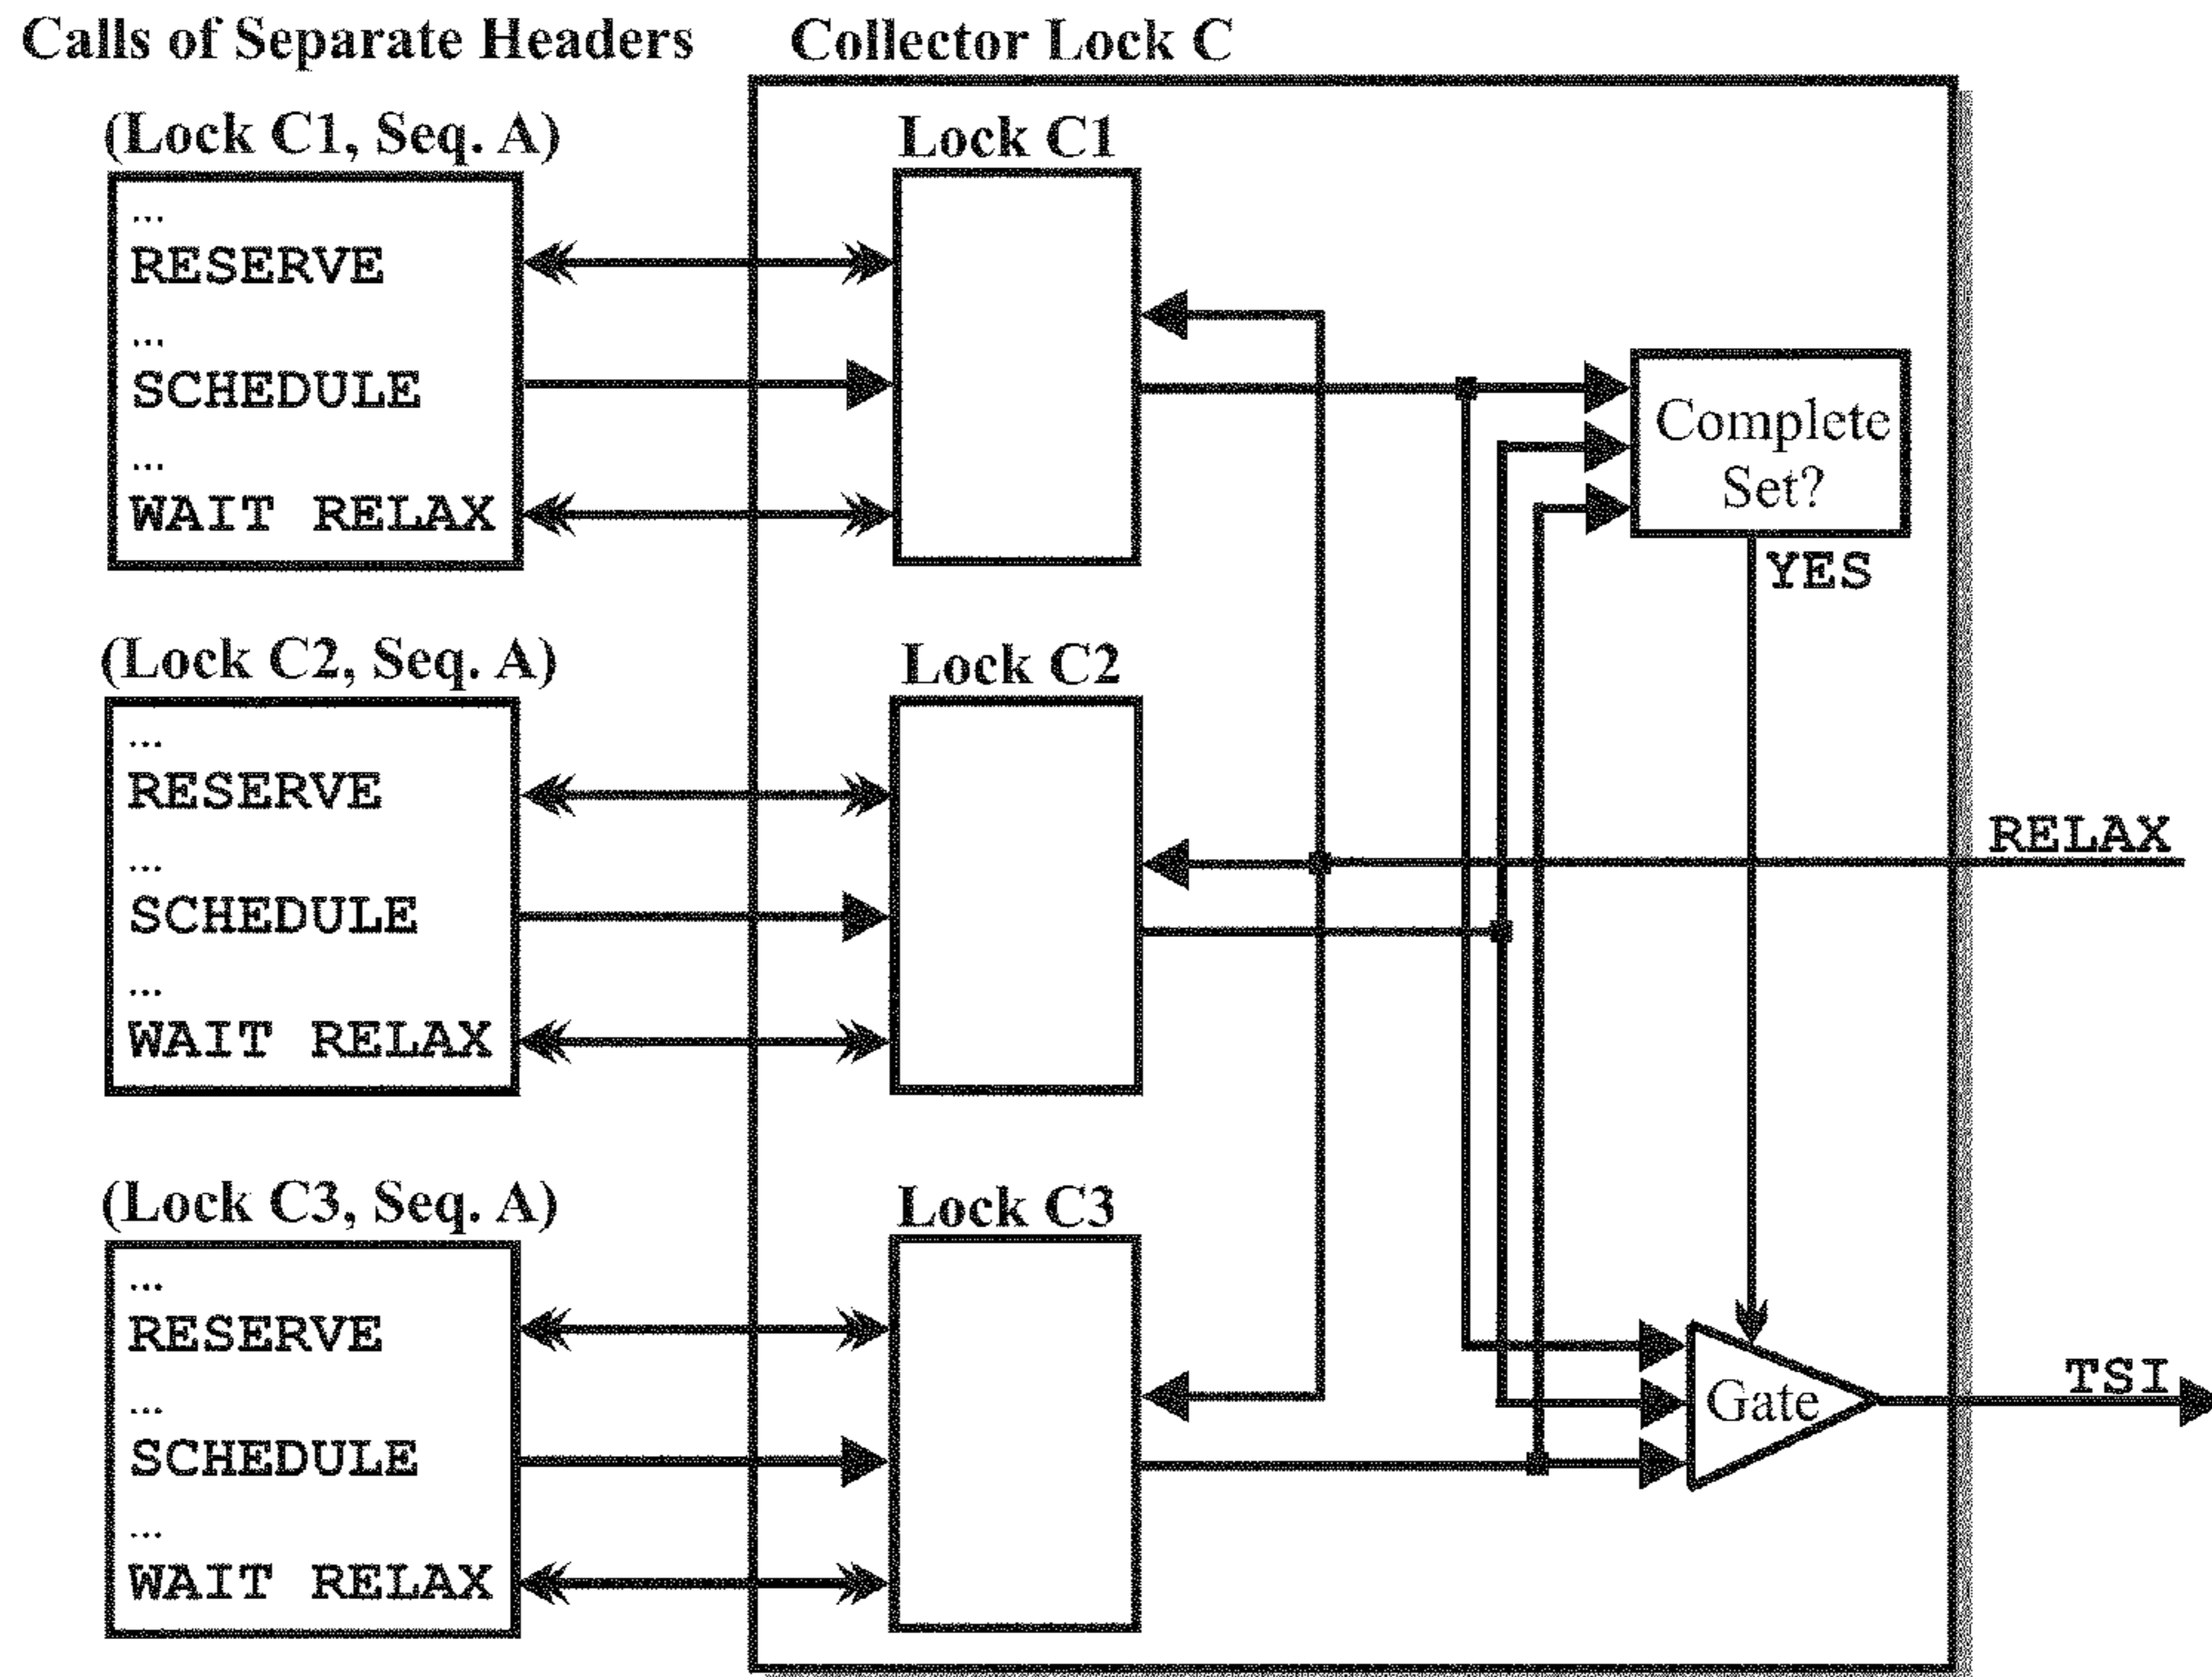 Calls of Separate Headers
Collector Lock C
(Lock C1, Seq. A)
...
RESERVE
...
SCHEDULE
...
WAIT RELAX
Lock C1
Complete
Set?
YES
(Lock C2, Seq. A)
...
RESERVE
...
SCHEDULE
...
WAIT RELAX
Lock C2
RELAX
(Lock C3, Seq. A)
...
RESERVE
...
SCHEDULE
...
WAIT RELAX
Lock C3
Gate
TSI